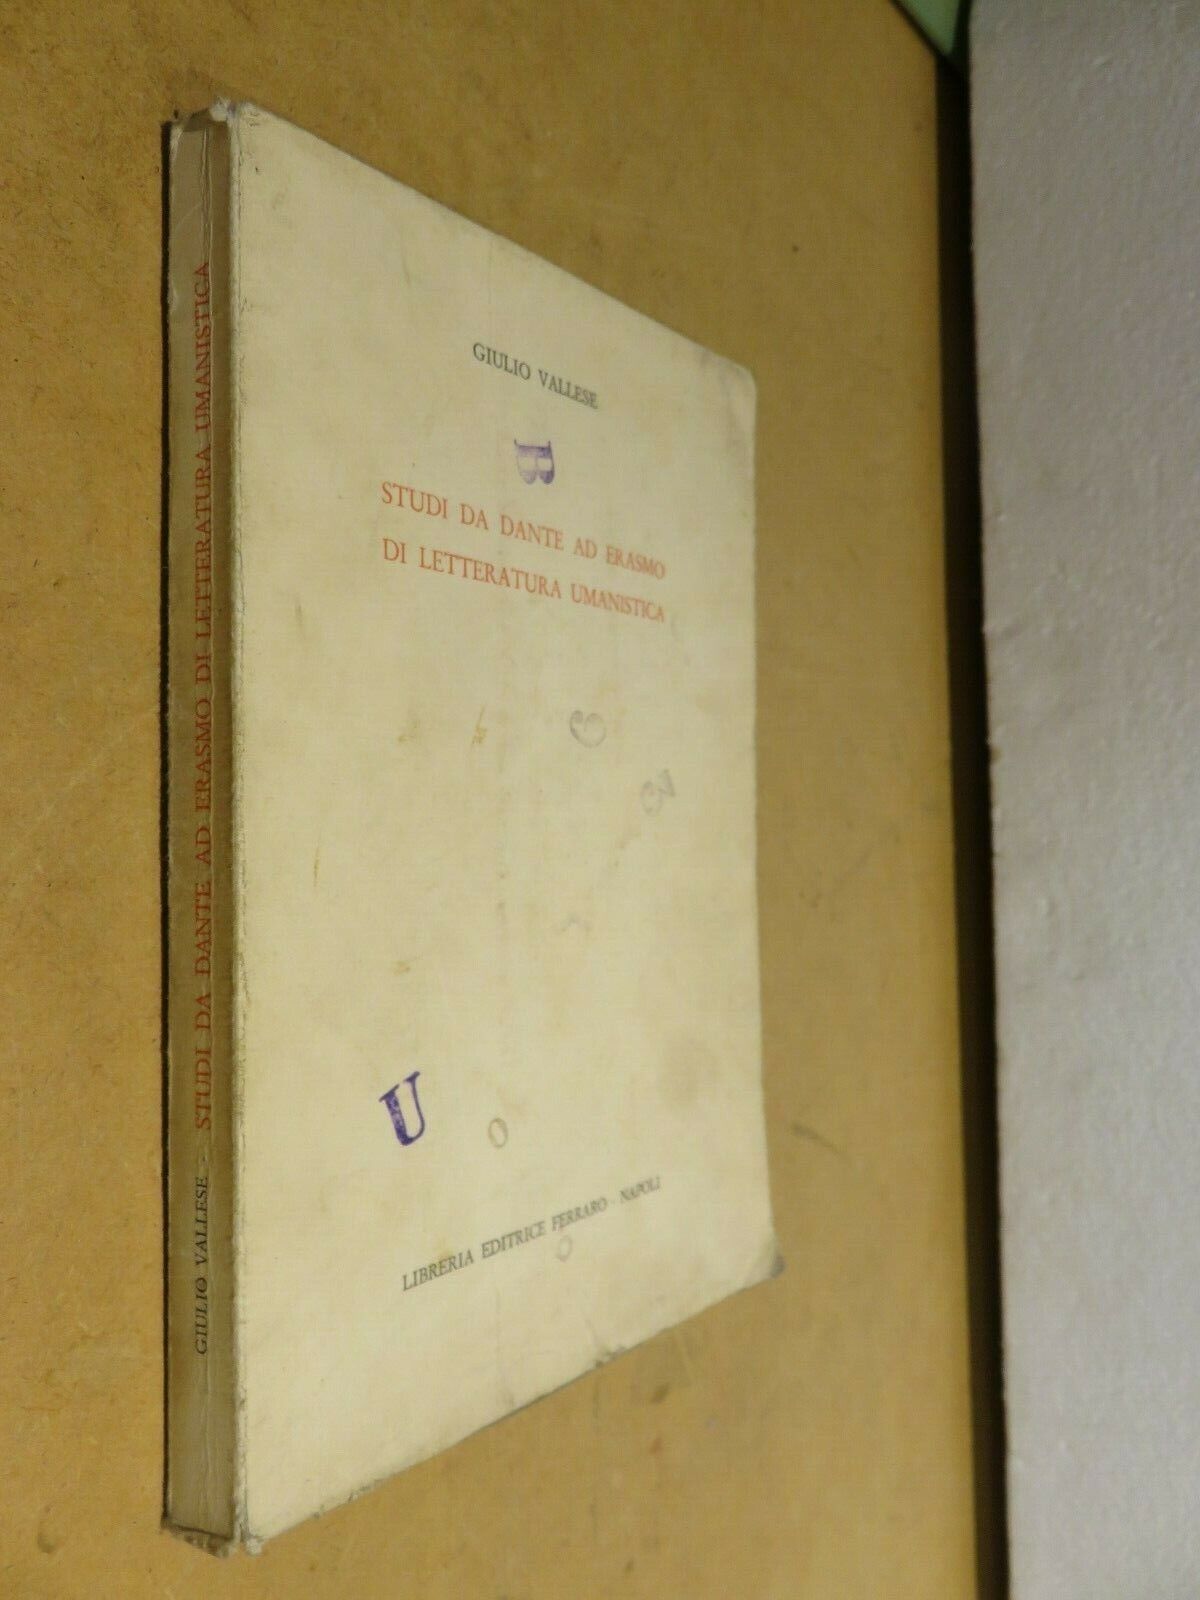 GIULIO VALLESE - STUDI DA DANTE AD ERASMO DI LETTERATURA UMANISTICA
GIULIO VALLESE
B
STUDI DA DANTE AD ERASMO
DI LETTERATURA UMANISTICA
U
O
LIBRERIA EDITRICE FERRARO - NAPOLI